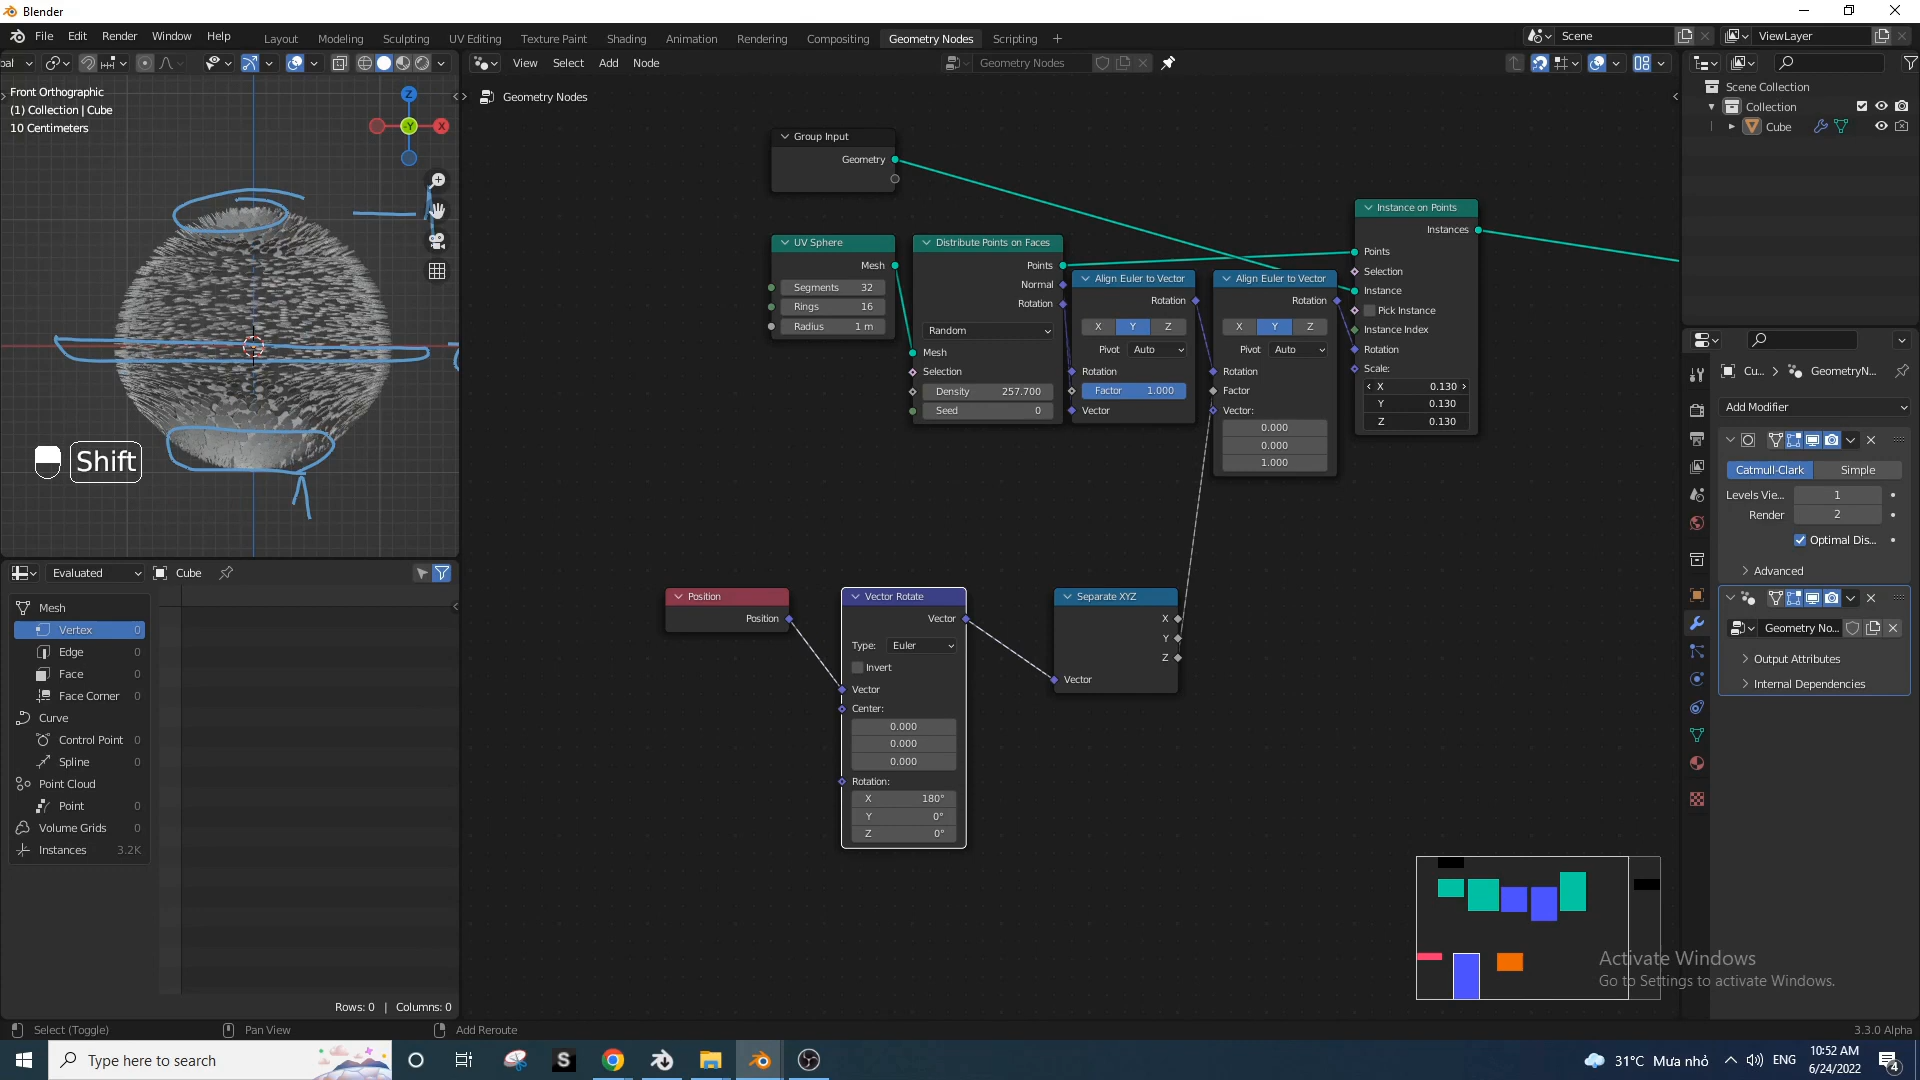 Blender
File Edit Render Window Help
Layout Modeling Sculpting UV Editing Texture Paint Shading Animation Rendering Compositing Geometry Nodes Scripting
Scene
ViewLayer
View Select Add Node
Geometry Nodes
Front Orthographic
(1) Collection | Cube
10 Centimeters
Z
X
Y
Shift
Geometry Nodes
Group Input
Geometry
UV Sphere
Mesh
Segments 32
Rings 16
Radius 1 m
Distribute Points on Faces
Points
Normal
Rotation
Random
Mesh
Selection
Density 257.700
Seed 0
Align Euler to Vector
Rotation
X Y Z
Pivot Auto
Rotation
Factor 1.000
Vector
Align Euler to Vector
Rotation
X Y Z
Pivot Auto
Rotation
Factor
Vector:
0.000
0.000
1.000
Instance on Points
Instances
Points
Selection
Instance
Pick Instance
Instance Index
Rotation
Scale:
X 0.130
Y 0.130
Z 0.130
Position
Position
Vector Rotate
Vector
Type: Euler
Invert
Vector
Center:
0.000
0.000
0.000
Rotation:
X 180°
Y 0°
Z 0°
Separate XYZ
X
Y
Z
Vector
Scene Collection
Collection
Cube
Cu... > GeometryN...
Add Modifier
Catmull-Clark Simple
Levels Vie... 1
Render 2
Optimal Dis...
Advanced
Geometry No...
Output Attributes
Internal Dependencies
Evaluated Cube
Mesh
Vertex 0
Edge 0
Face 0
Face Corner 0
Curve
Control Point 0
Spline 0
Point Cloud
Point 0
Volume Grids 0
Instances 3.2K
Rows: 0 | Columns: 0
Activate Windows
Go to Settings to activate Windows.
Select (Toggle) Pan View Add Reroute
3.3.0 Alpha
Type here to search
31°C Mưa nhỏ
ENG
10:52 AM
6/24/2022
4